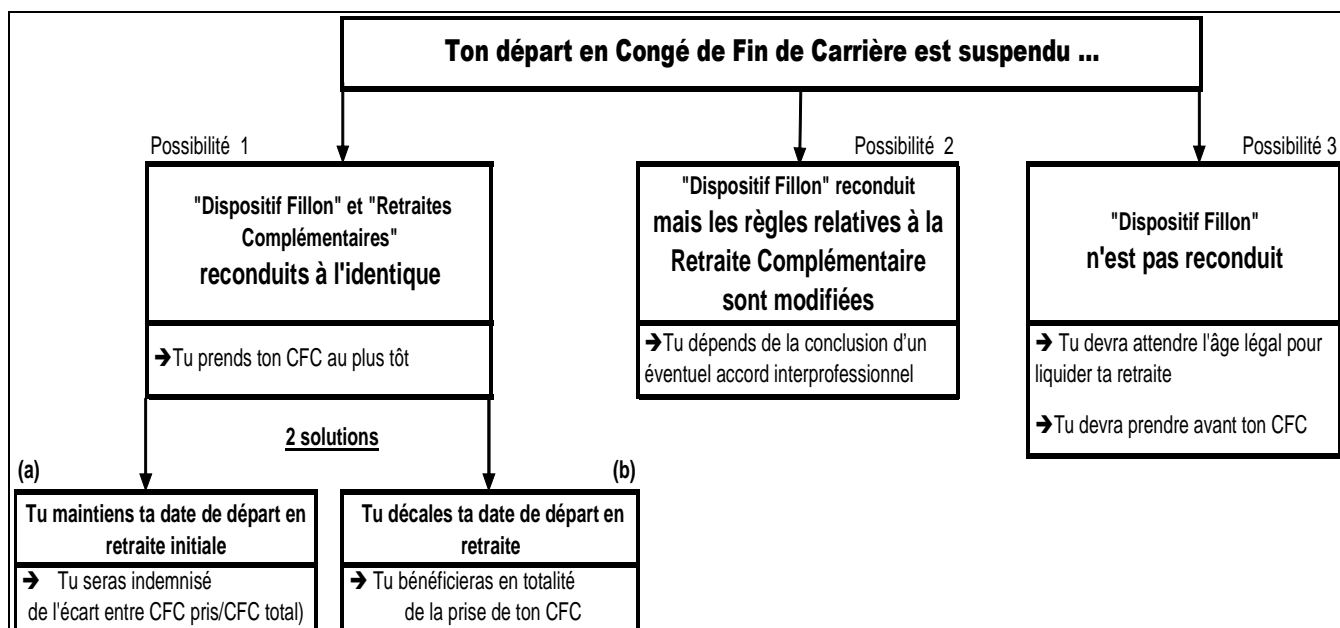 Ton départ en Congé de Fin de Carrière est suspendu ...
Possibilité 1
"Dispositif Fillon" et "Retraites
Complémentaires"
reconduits à l'identique
➔Tu prends ton CFC au plus tôt
Possibilité 2
"Dispositif Fillon" reconduit
mais les règles relatives à la
Retraite Complémentaire
sont modifiées
➔Tu dépends de la conclusion d'un
éventuel accord interprofessionnel
Possibilité 3
"Dispositif Fillon"
n'est pas reconduit
➔ Tu devra attendre l'âge légal pour
liquider ta retraite
➔Tu devra prendre avant ton CFC
2 solutions
(a)
Tu maintiens ta date de départ en
retraite initiale
➔ Tu seras indemnisé
de l'écart entre CFC pris/CFC total)
(b)
Tu décales ta date de départ en
retraite
➔ Tu bénéficieras en totalité
de la prise de ton CFC